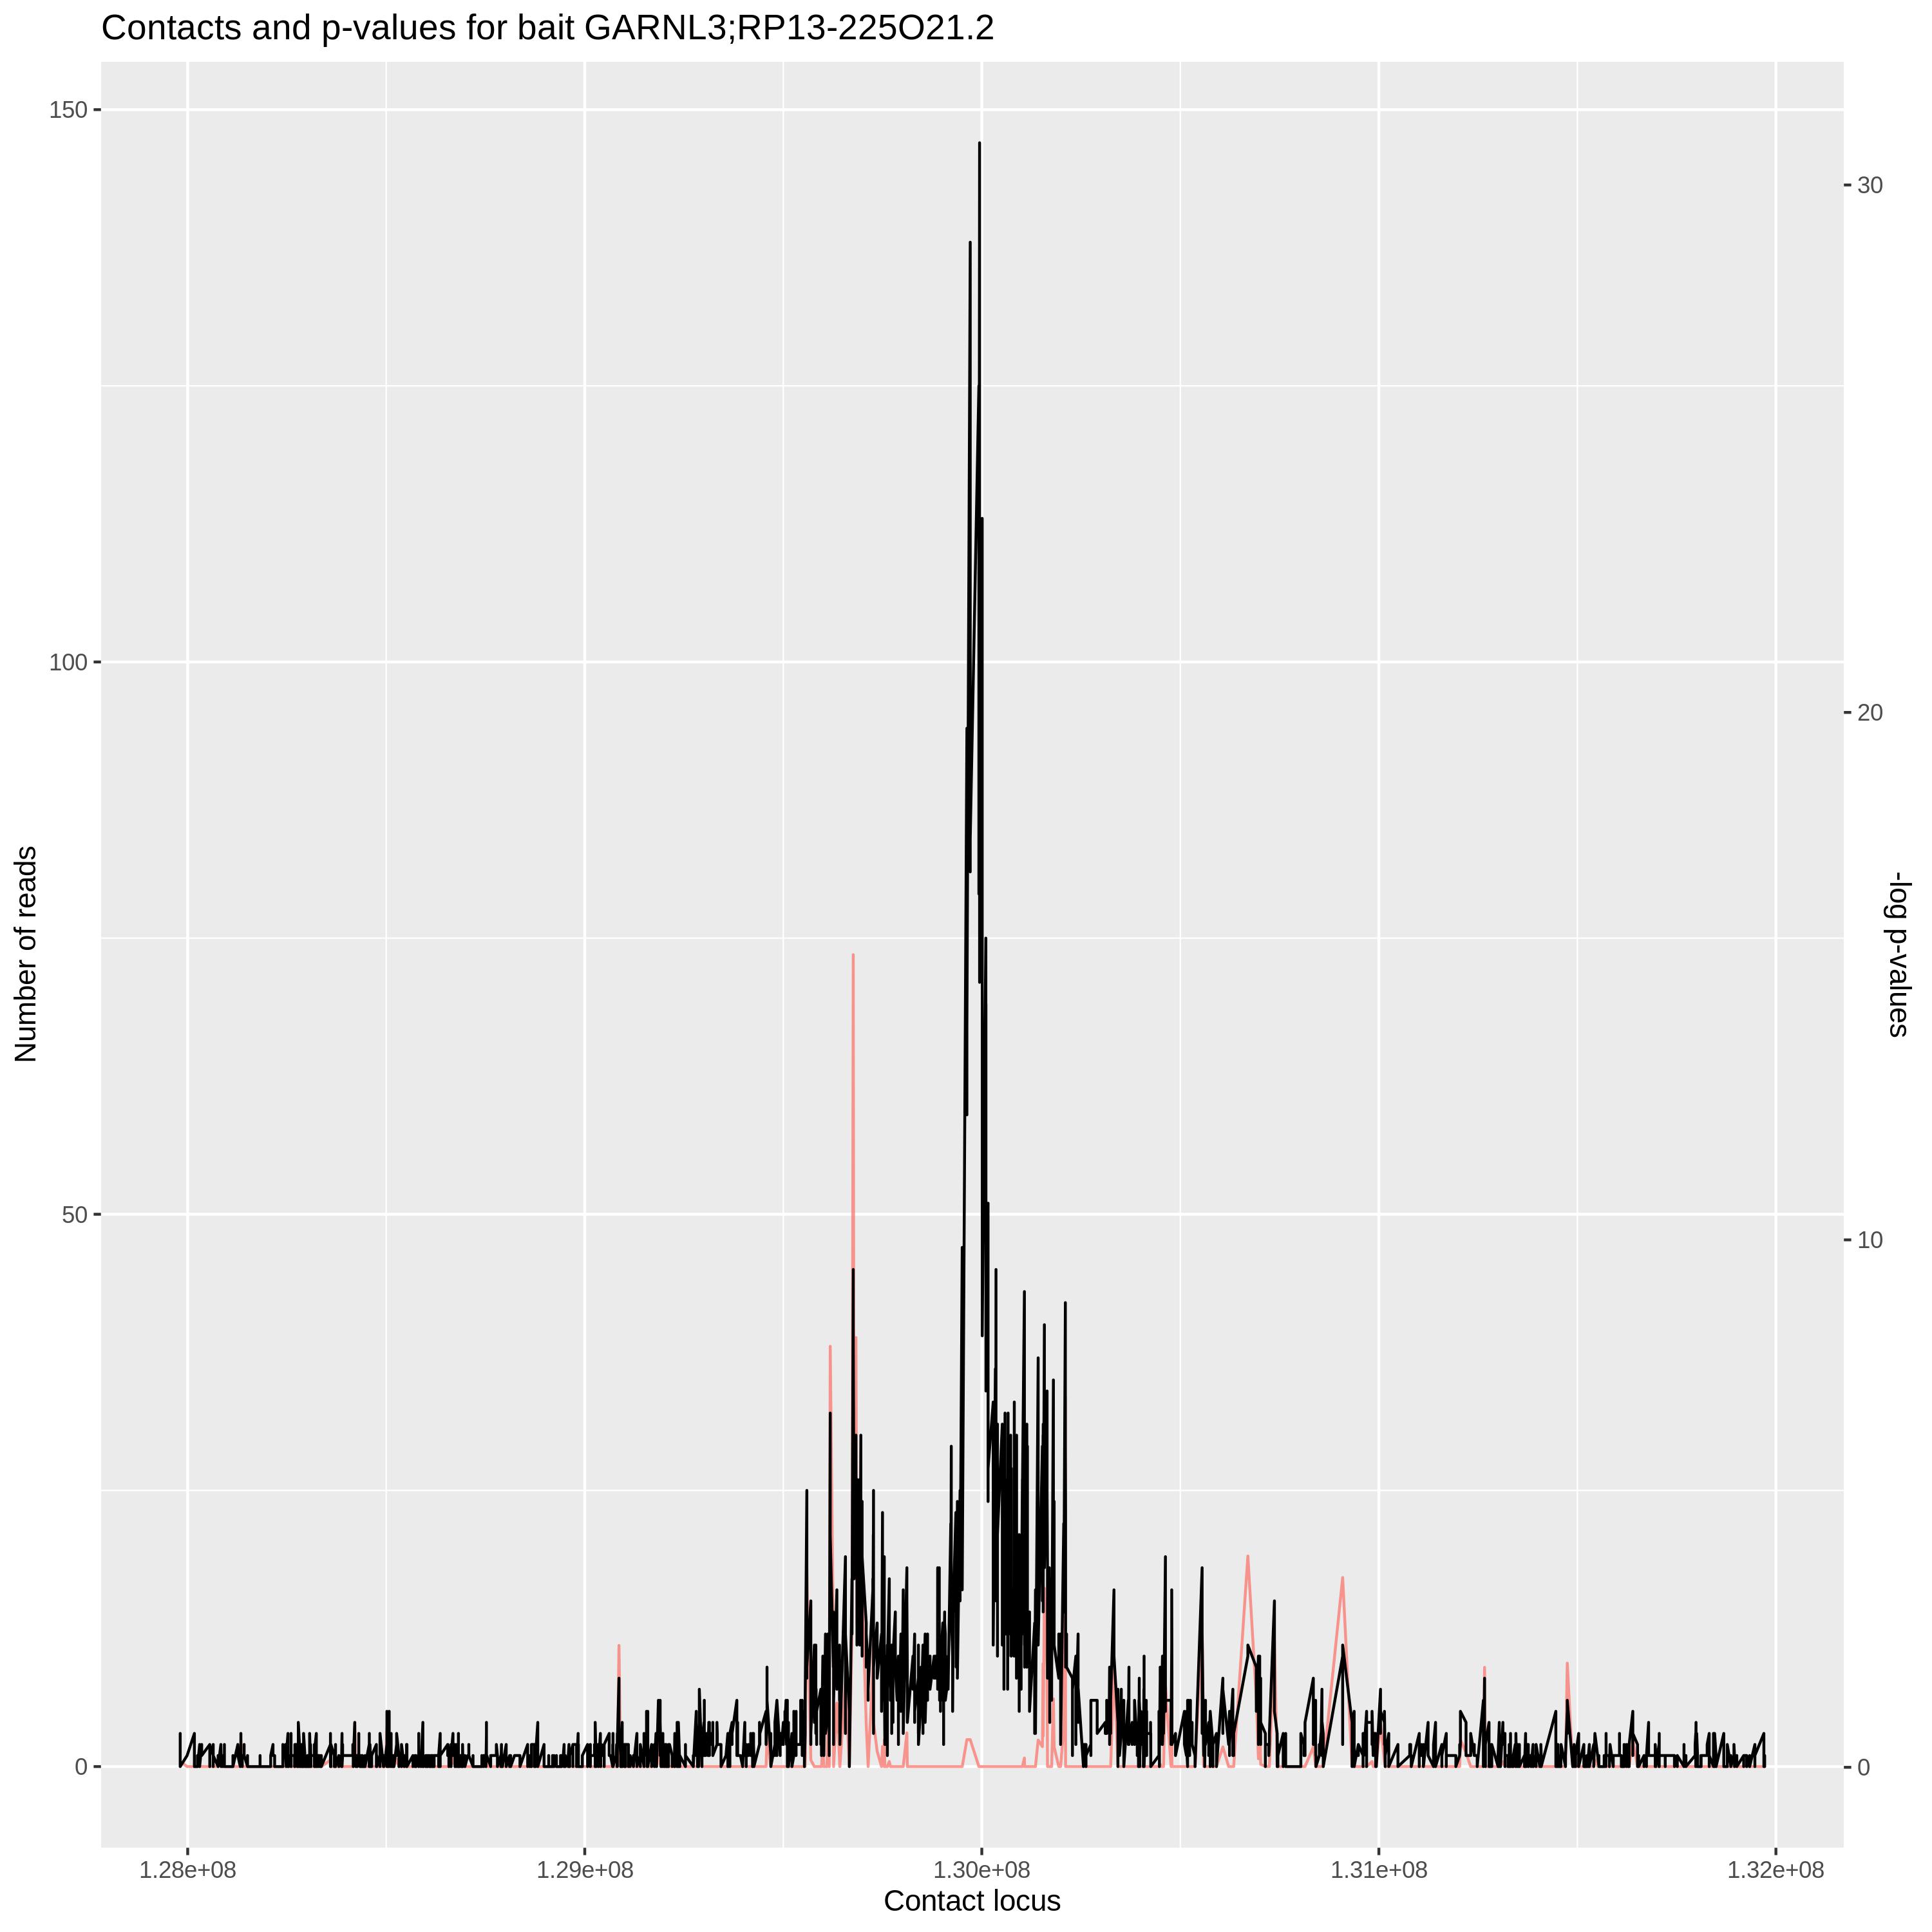 Contacts and p-values for bait GARNL3;RP13-225O21.2
150
100
50
0
30
20
10
0
Number of reads
-log p-values
1.28e+08
1.29e+08
1.30e+08
1.31e+08
1.32e+08
Contact locus